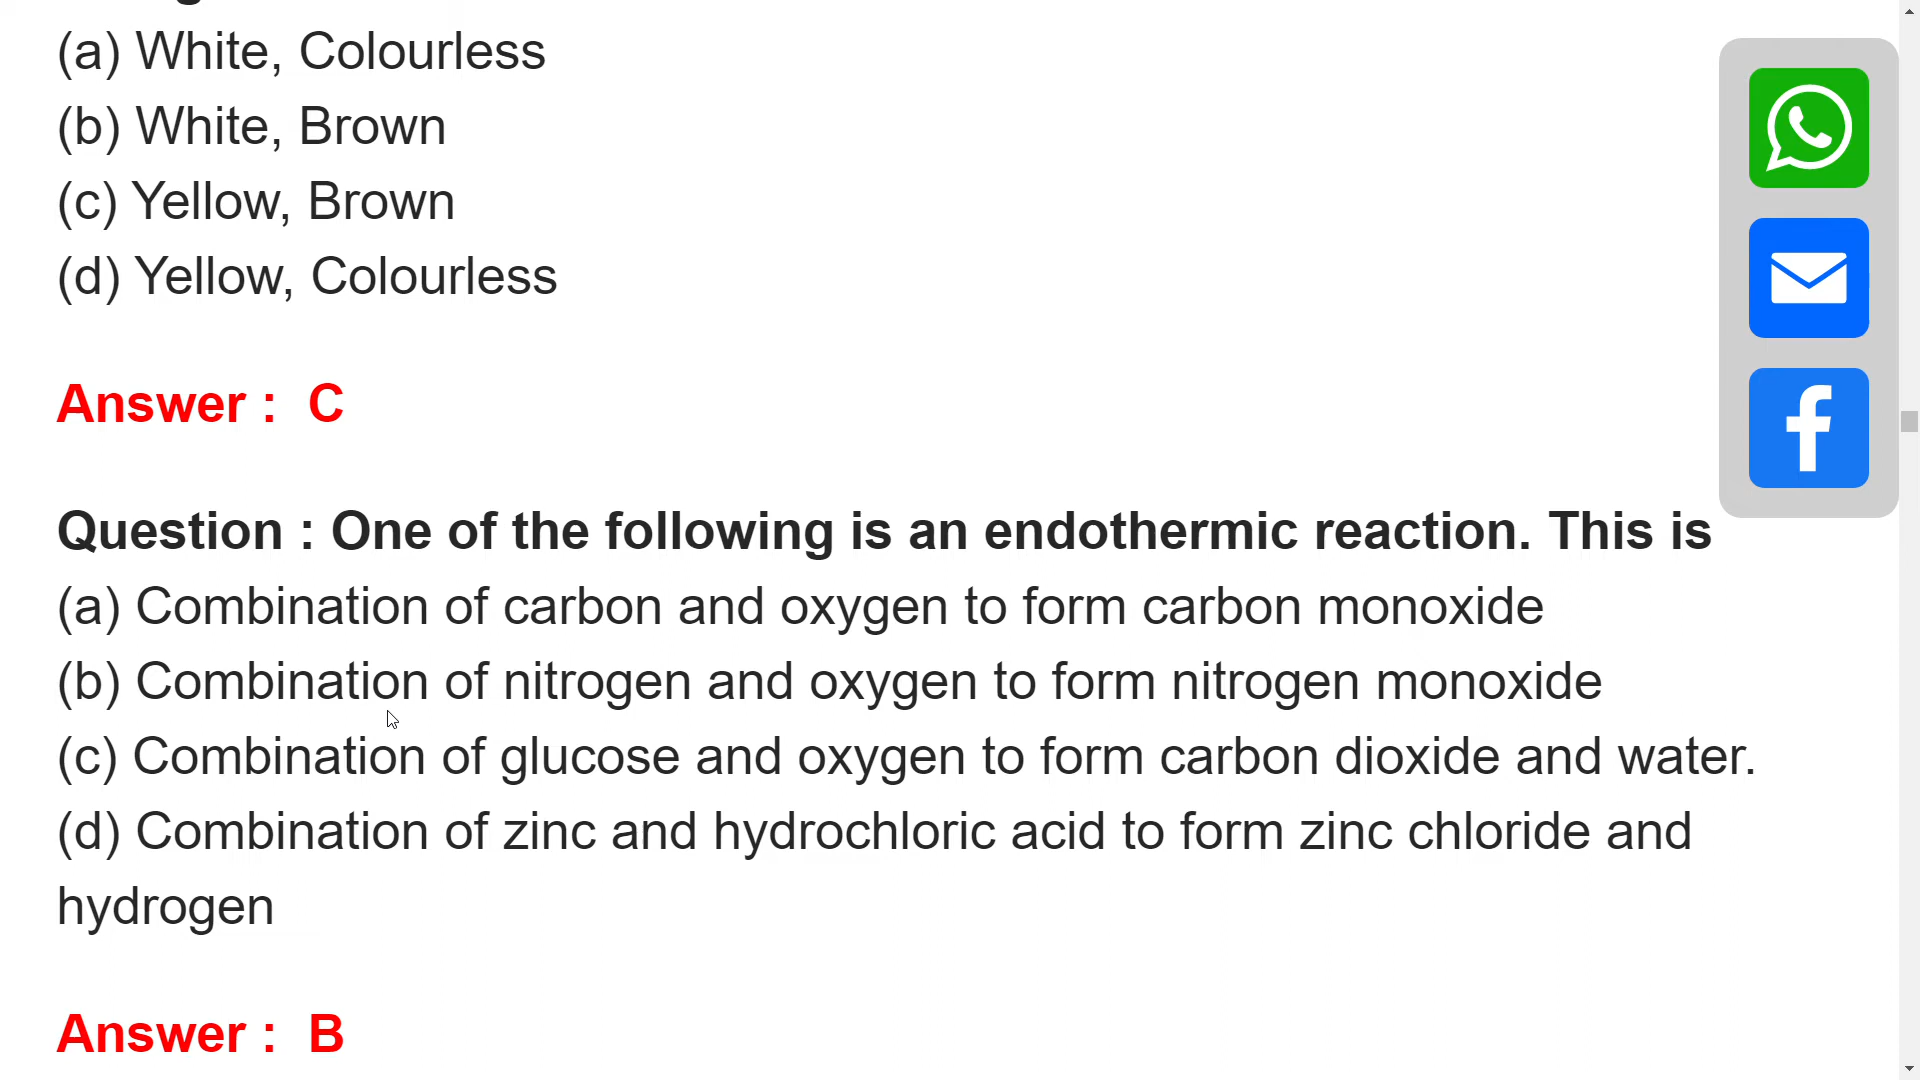 (a) White, Colourless
(b) White, Brown
(c) Yellow, Brown
(d) Yellow, Colourless
Answer :  C
Question : One of the following is an endothermic reaction. This is
(a) Combination of carbon and oxygen to form carbon monoxide
(b) Combination of nitrogen and oxygen to form nitrogen monoxide
(c) Combination of glucose and oxygen to form carbon dioxide and water.
(d) Combination of zinc and hydrochloric acid to form zinc chloride and
hydrogen
Answer :  B